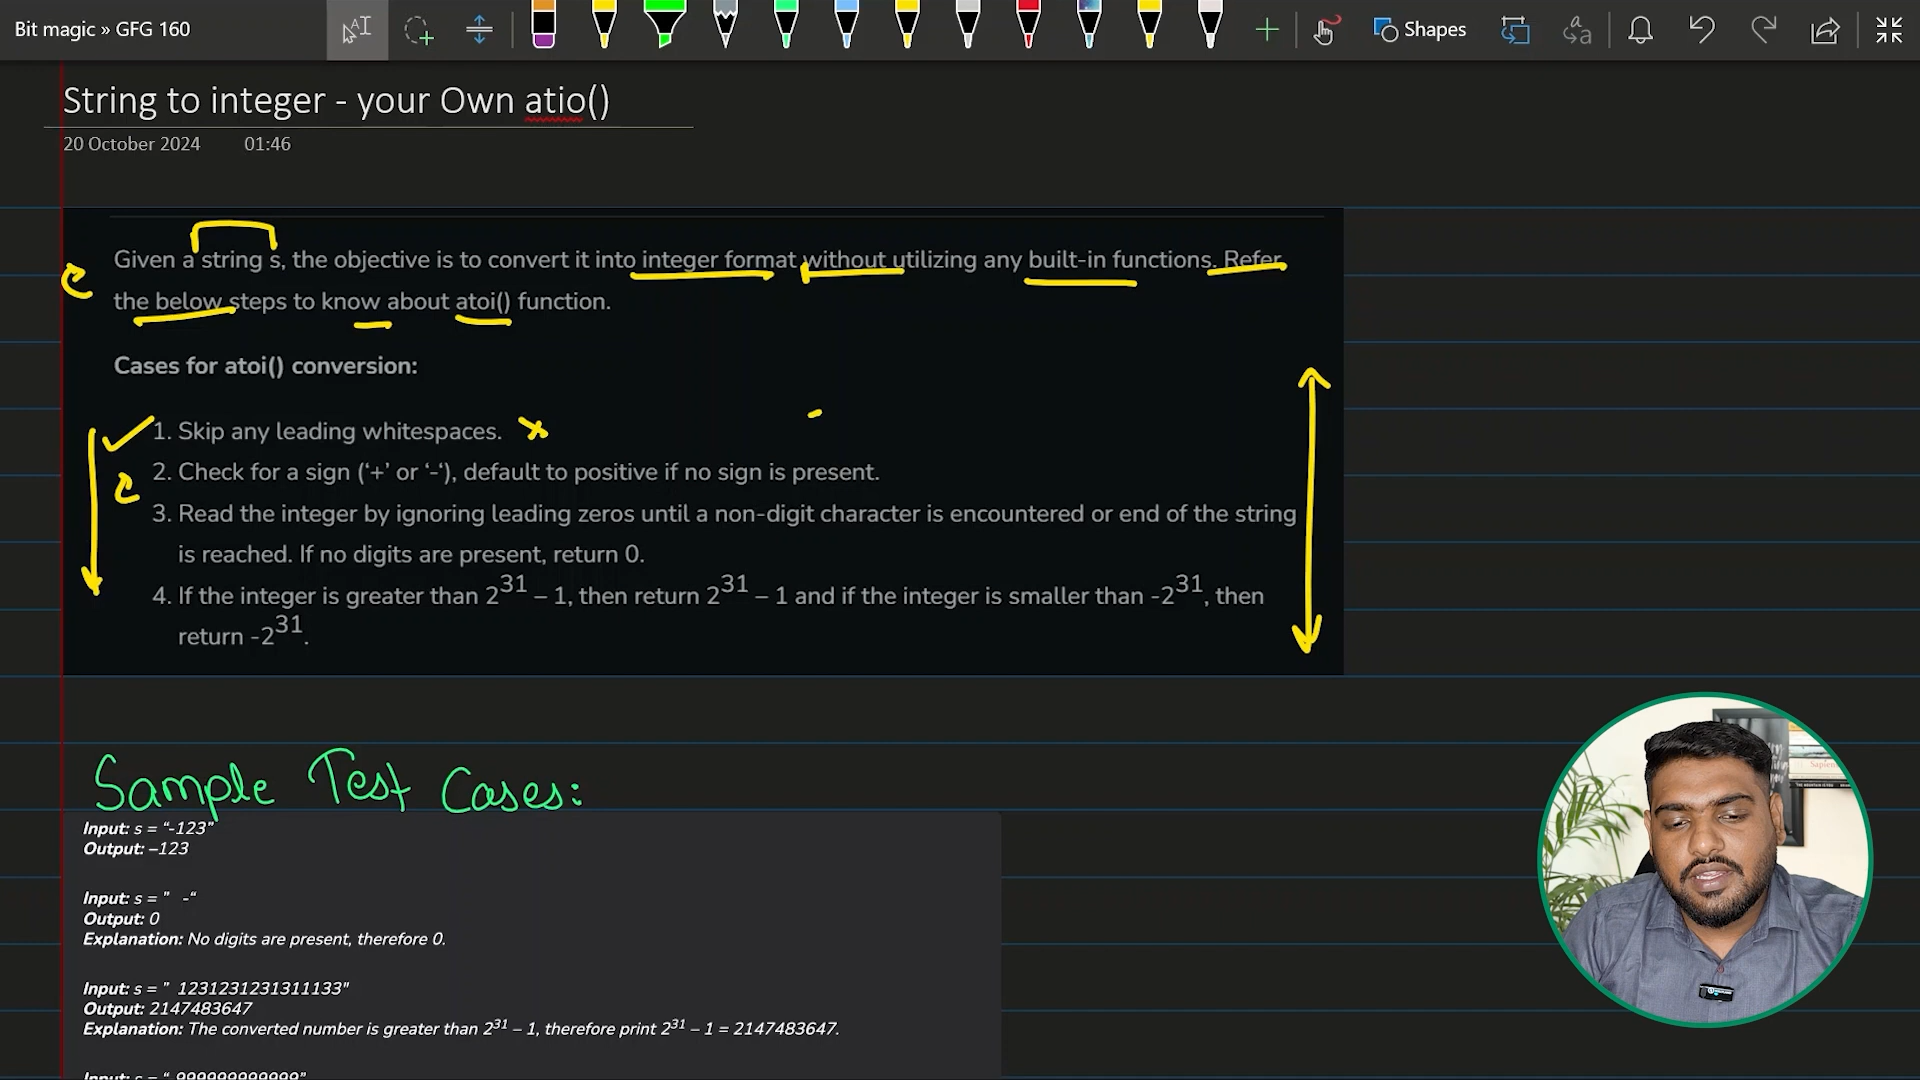 Bit magic » GFG 160
Shapes
String to integer - your Own atio()
20 October 2024 01:46
Given a string s, the objective is to convert it into integer format without utilizing any built-in functions. Refer
the below steps to know about atoi() function.
Cases for atoi() conversion:
1. Skip any leading whitespaces.
2. Check for a sign (‘+’ or ‘-‘), default to positive if no sign is present.
3. Read the integer by ignoring leading zeros until a non-digit character is encountered or end of the string
is reached. If no digits are present, return 0.
4. If the integer is greater than 2^31 – 1, then return 2^31 – 1 and if the integer is smaller than -2^31, then
return -2^31.
Sample Test Cases:
Input: s = “-123”
Output: –123
Input: s = ”  -“
Output: 0
Explanation: No digits are present, therefore 0.
Input: s = ”  1231231231311133”
Output: 2147483647
Explanation: The converted number is greater than 2^31 – 1, therefore print 2^31 – 1 = 2147483647.
Input: s = “ 999999999999”